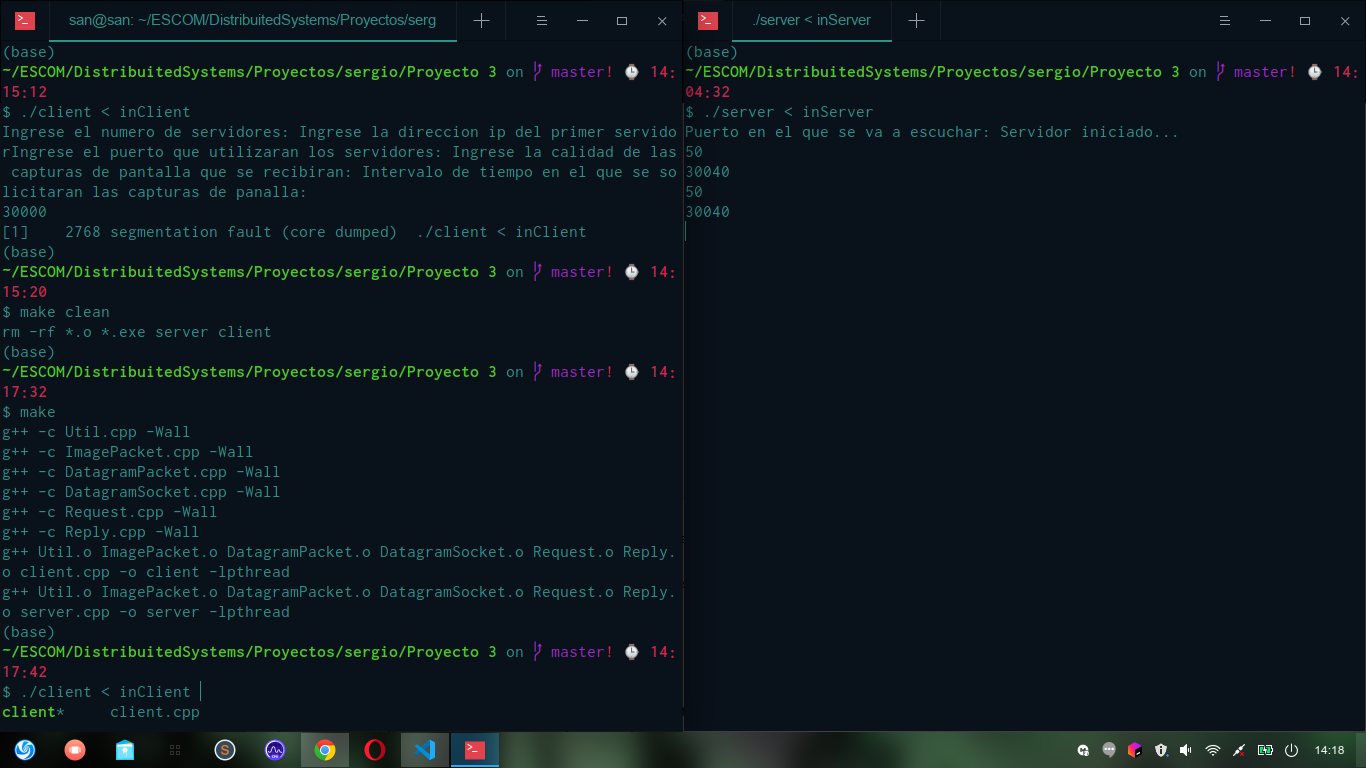 san@san: ~/ESCOM/DistribuitedSystems/Proyectos/serg
(base)
~/ESCOM/DistribuitedSystems/Proyectos/sergio/Proyecto 3 on master! 14:
15:12
$ ./client < inClient
Ingrese el numero de servidores: Ingrese la direccion ip del primer servido
rIngrese el puerto que utilizaran los servidores: Ingrese la calidad de las
capturas de pantalla que se recibiran: Intervalo de tiempo en el que se so
licitaran las capturas de panalla:
30000
[1]    2768 segmentation fault (core dumped)  ./client < inClient
(base)
~/ESCOM/DistribuitedSystems/Proyectos/sergio/Proyecto 3 on master! 14:
15:20
$ make clean
rm -rf *.o *.exe server client
(base)
~/ESCOM/DistribuitedSystems/Proyectos/sergio/Proyecto 3 on master! 14:
17:32
$ make
g++ -c Util.cpp -Wall
g++ -c ImagePacket.cpp -Wall
g++ -c DatagramPacket.cpp -Wall
g++ -c DatagramSocket.cpp -Wall
g++ -c Request.cpp -Wall
g++ -c Reply.cpp -Wall
g++ Util.o ImagePacket.o DatagramPacket.o DatagramSocket.o Request.o Reply.
o client.cpp -o client -lpthread
g++ Util.o ImagePacket.o DatagramPacket.o DatagramSocket.o Request.o Reply.
o server.cpp -o server -lpthread
(base)
~/ESCOM/DistribuitedSystems/Proyectos/sergio/Proyecto 3 on master! 14:
17:42
$ ./client < inClient
client*     client.cpp
./server < inServer
(base)
~/ESCOM/DistribuitedSystems/Proyectos/sergio/Proyecto 3 on master! 14:
04:32
$ ./server < inServer
Puerto en el que se va a escuchar: Servidor iniciado...
50
30040
50
30040
14:18